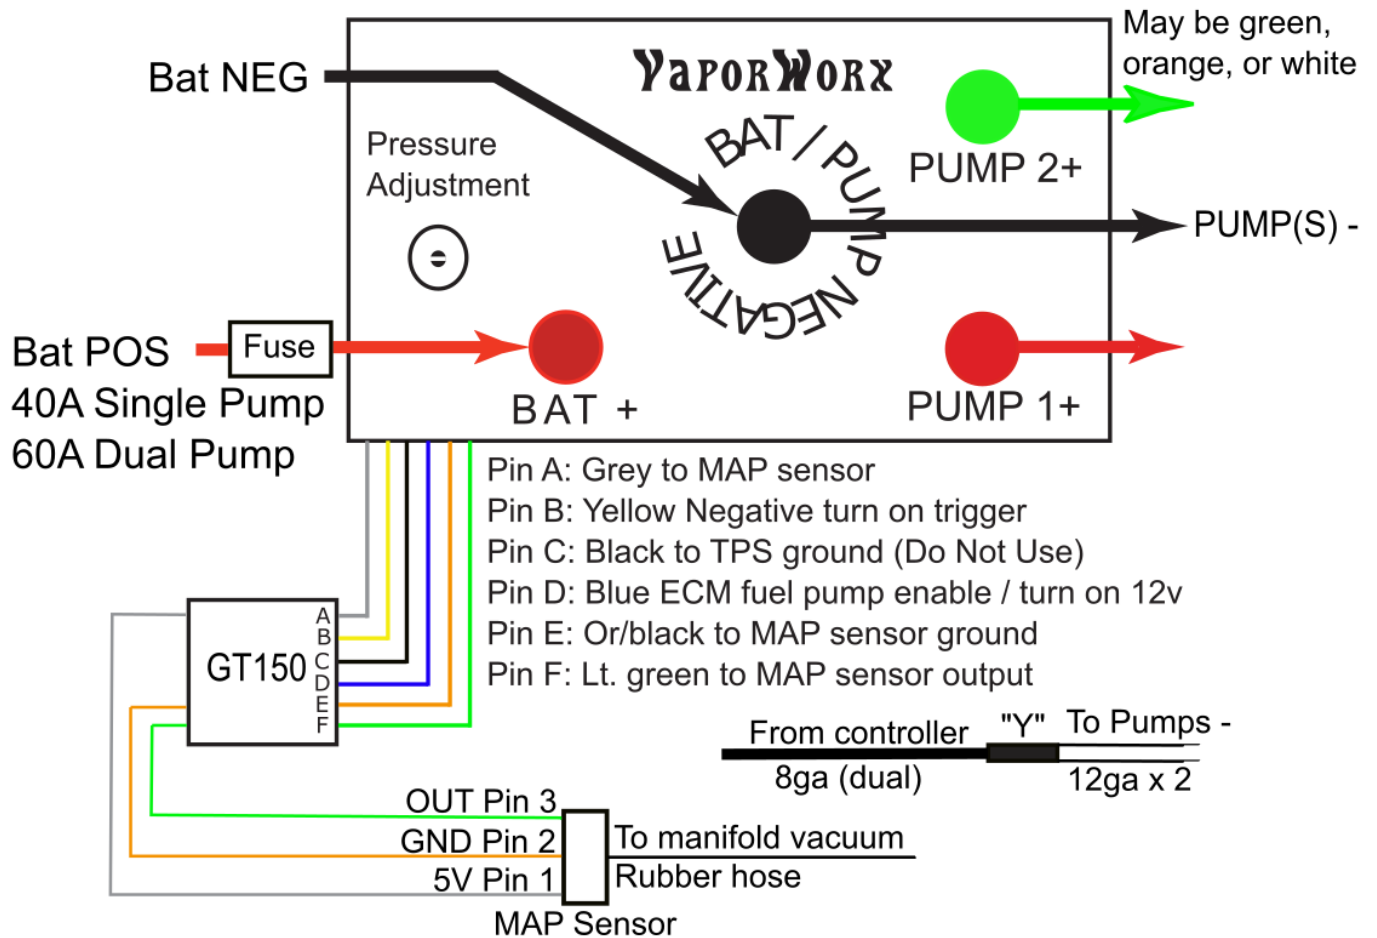 May be green,
orange, or white
VAPORWORX
Bat NEG
BAT / PUMP NEGATIVE
Pressure
Adjustment
PUMP 2+
PUMP(S) -
Bat POS
Fuse
40A Single Pump
60A Dual Pump
BAT +
PUMP 1+
Pin A: Grey to MAP sensor
Pin B: Yellow Negative turn on trigger
Pin C: Black to TPS ground (Do Not Use)
Pin D: Blue ECM fuel pump enable / turn on 12v
Pin E: Or/black to MAP sensor ground
Pin F: Lt. green to MAP sensor output
GT150
A
B
C
D
E
F
From controller
"Y"
To Pumps -
8ga (dual)
12ga x 2
OUT Pin 3
GND Pin 2
5V Pin 1
To manifold vacuum
Rubber hose
MAP Sensor